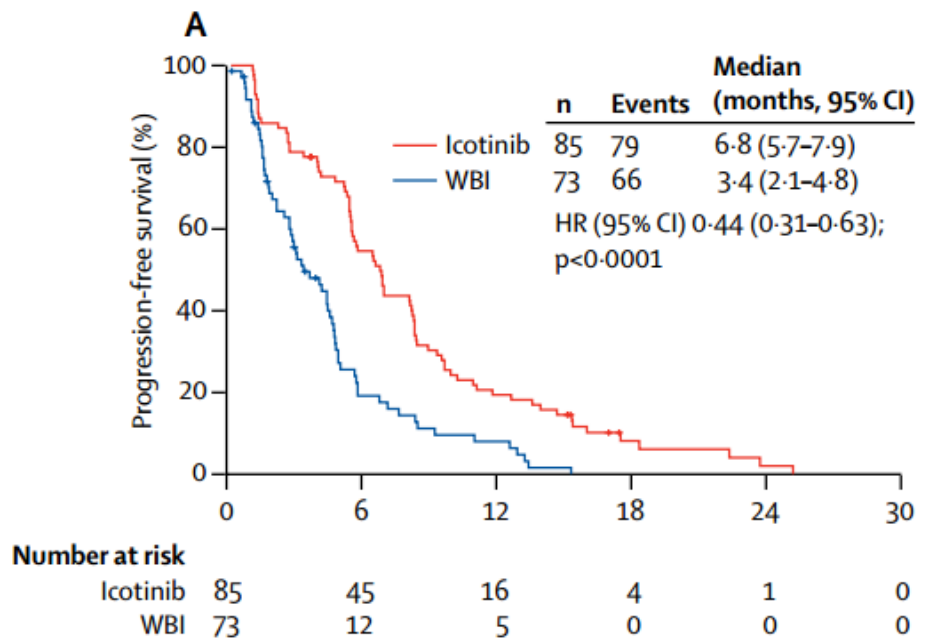 A
Progression-free survival (%)
100
80
60
40
20
0
0 6 12 18 24 30
n Events Median (months, 95% CI)
Icotinib 85 79 6·8 (5·7–7·9)
WBI 73 66 3·4 (2·1–4·8)
HR (95% CI) 0·44 (0·31–0·63);
p<0·0001
Number at risk
Icotinib 85 45 16 4 1 0
WBI 73 12 5 0 0 0